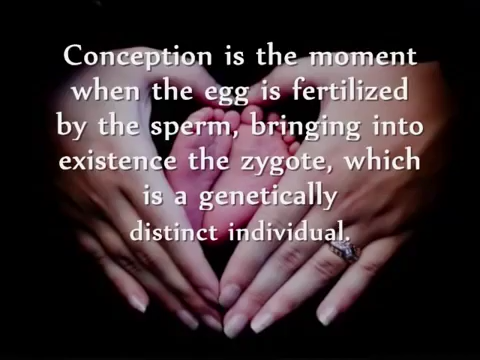 Conception is the moment
when the egg is fertilized
by the sperm, bringing into
existence the zygote, which
is a genetically
distinct individual.